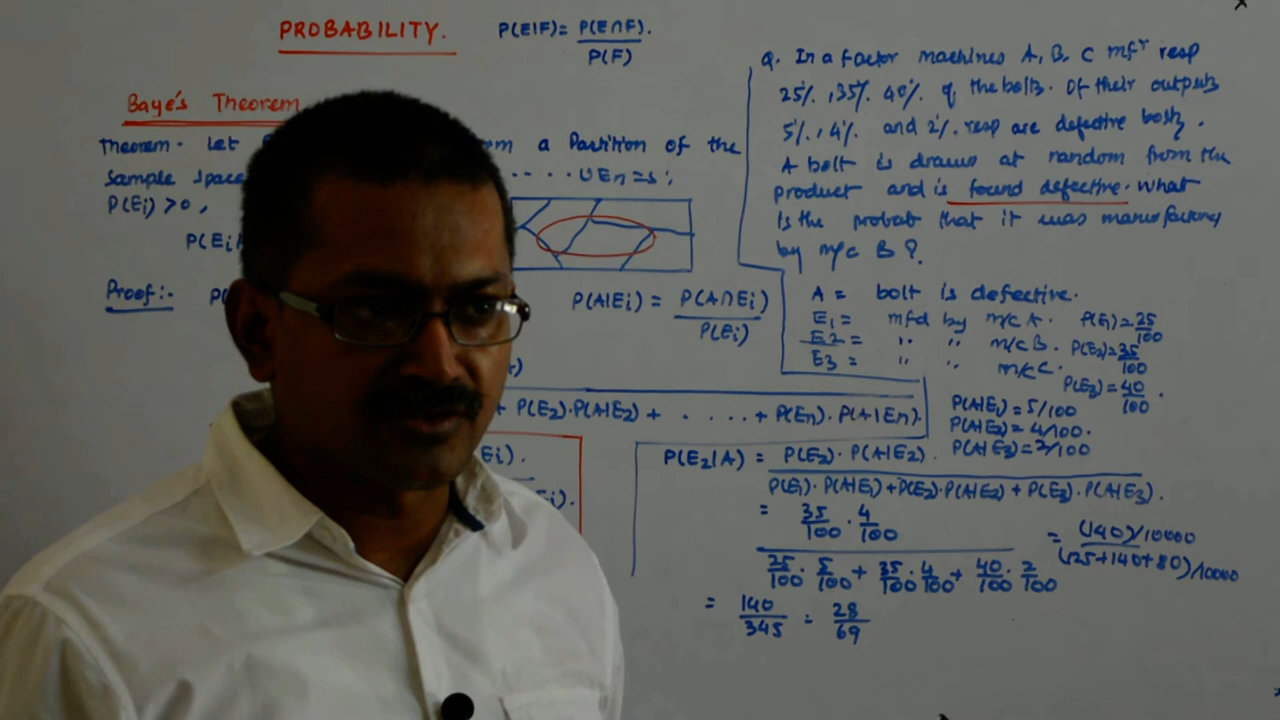 PROBABILITY.
P(E|F)= P(E∩F).
P(F)
Baye's Theorem
Theorem. Let
m a Partition of the
sample space
.... UEn=s;
P(Ei) >0,
P(Ei
Proof:-
P(A|Ei) = P(A∩Ei)
P(Ei)
+ P(E2).P(A|E2) + ..... + P(En). P(A|En).
Ei).
Ei).
Q. In a factor machines A, B, C mfr resp
25%, 35%. 40%. of the bolts. Of their outputs
5%, 4%. and 2%. resp are defective
A bolt is drawn at random from the
product and is found defective. What
Is the probab that it was
by m/c B?
A = bolt is defective.
E1 = mfd by m/c A. P(E1)=25/100
E2 = " " m/c B. P(E2)=35/100
E3 = " " m/c C.
P(E3)=40/100.
P(A|E1)=5/100
P(A|E2)= 4/100.
P(A|E3)=2/100
P(E2|A) = P(E2). P(A|E2).
P(E1). P(A|E1)+P(E2).P(A|E2) + P(E3). P(A|E3).
= 35/100 . 4/100
25/100 . 5/100 + 35/100 . 4/100 + 40/100 . 2/100
= (140)/10000
(125+140+80)/10000
= 140/345 = 28/69